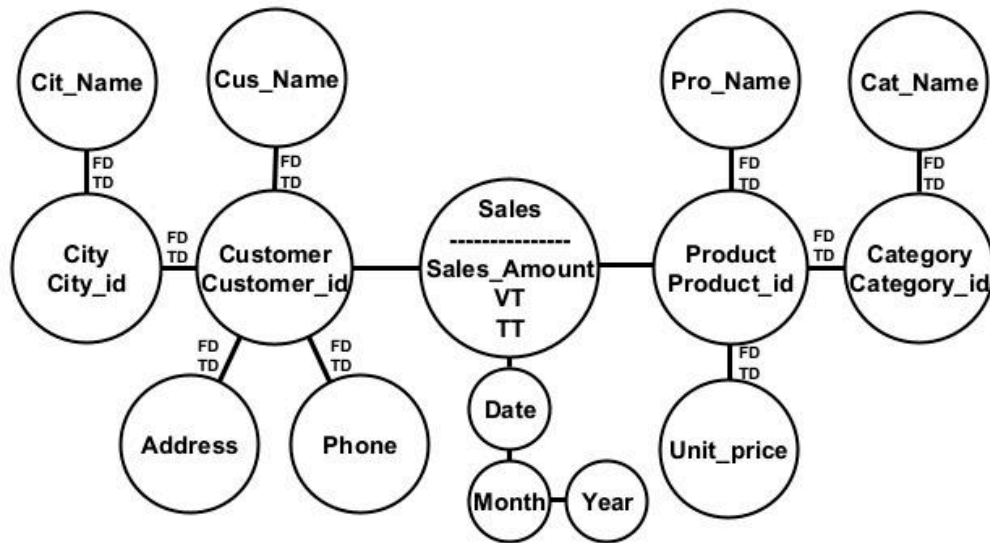 Cit_Name
Cus_Name
Pro_Name
Cat_Name
FD
TD
FD
TD
FD
TD
FD
TD
City
City_id
FD
TD
Customer
Customer_id
Sales
---------------
Sales_Amount
VT
TT
Product
Product_id
FD
TD
Category
Category_id
FD
TD
FD
TD
FD
TD
Address
Phone
Date
Unit_price
Month
Year